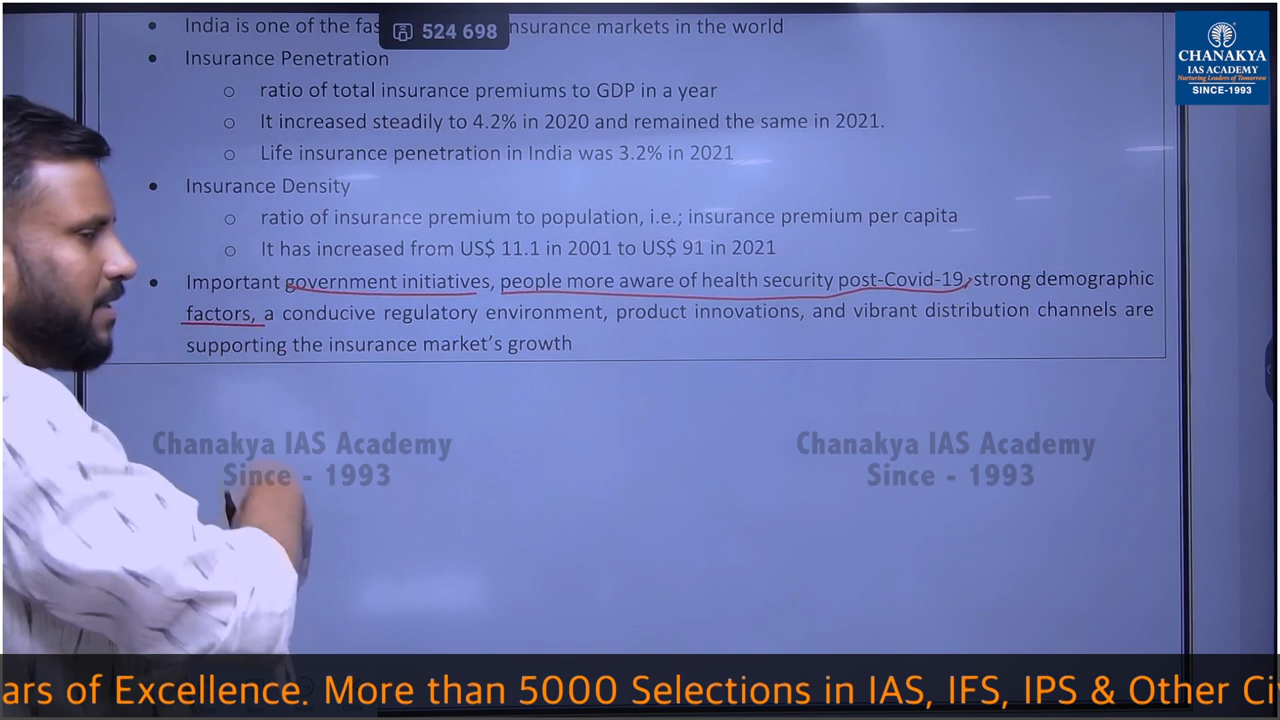 • India is one of the fas nsurance markets in the world
524 698
• Insurance Penetration
o ratio of total insurance premiums to GDP in a year
o It increased steadily to 4.2% in 2020 and remained the same in 2021.
o Life insurance penetration in India was 3.2% in 2021
• Insurance Density
o ratio of insurance premium to population, i.e.; insurance premium per capita
o It has increased from US$ 11.1 in 2001 to US$ 91 in 2021
• Important government initiatives, people more aware of health security post-Covid-19, strong demographic
factors, a conducive regulatory environment, product innovations, and vibrant distribution channels are
supporting the insurance market's growth
CHANAKYA
IAS ACADEMY
Nurturing Leaders of Tomorrow
SINCE-1993
Chanakya IAS Academy
Since - 1993
Chanakya IAS Academy
Since - 1993
ars of Excellence. More than 5000 Selections in IAS, IFS, IPS & Other Ci